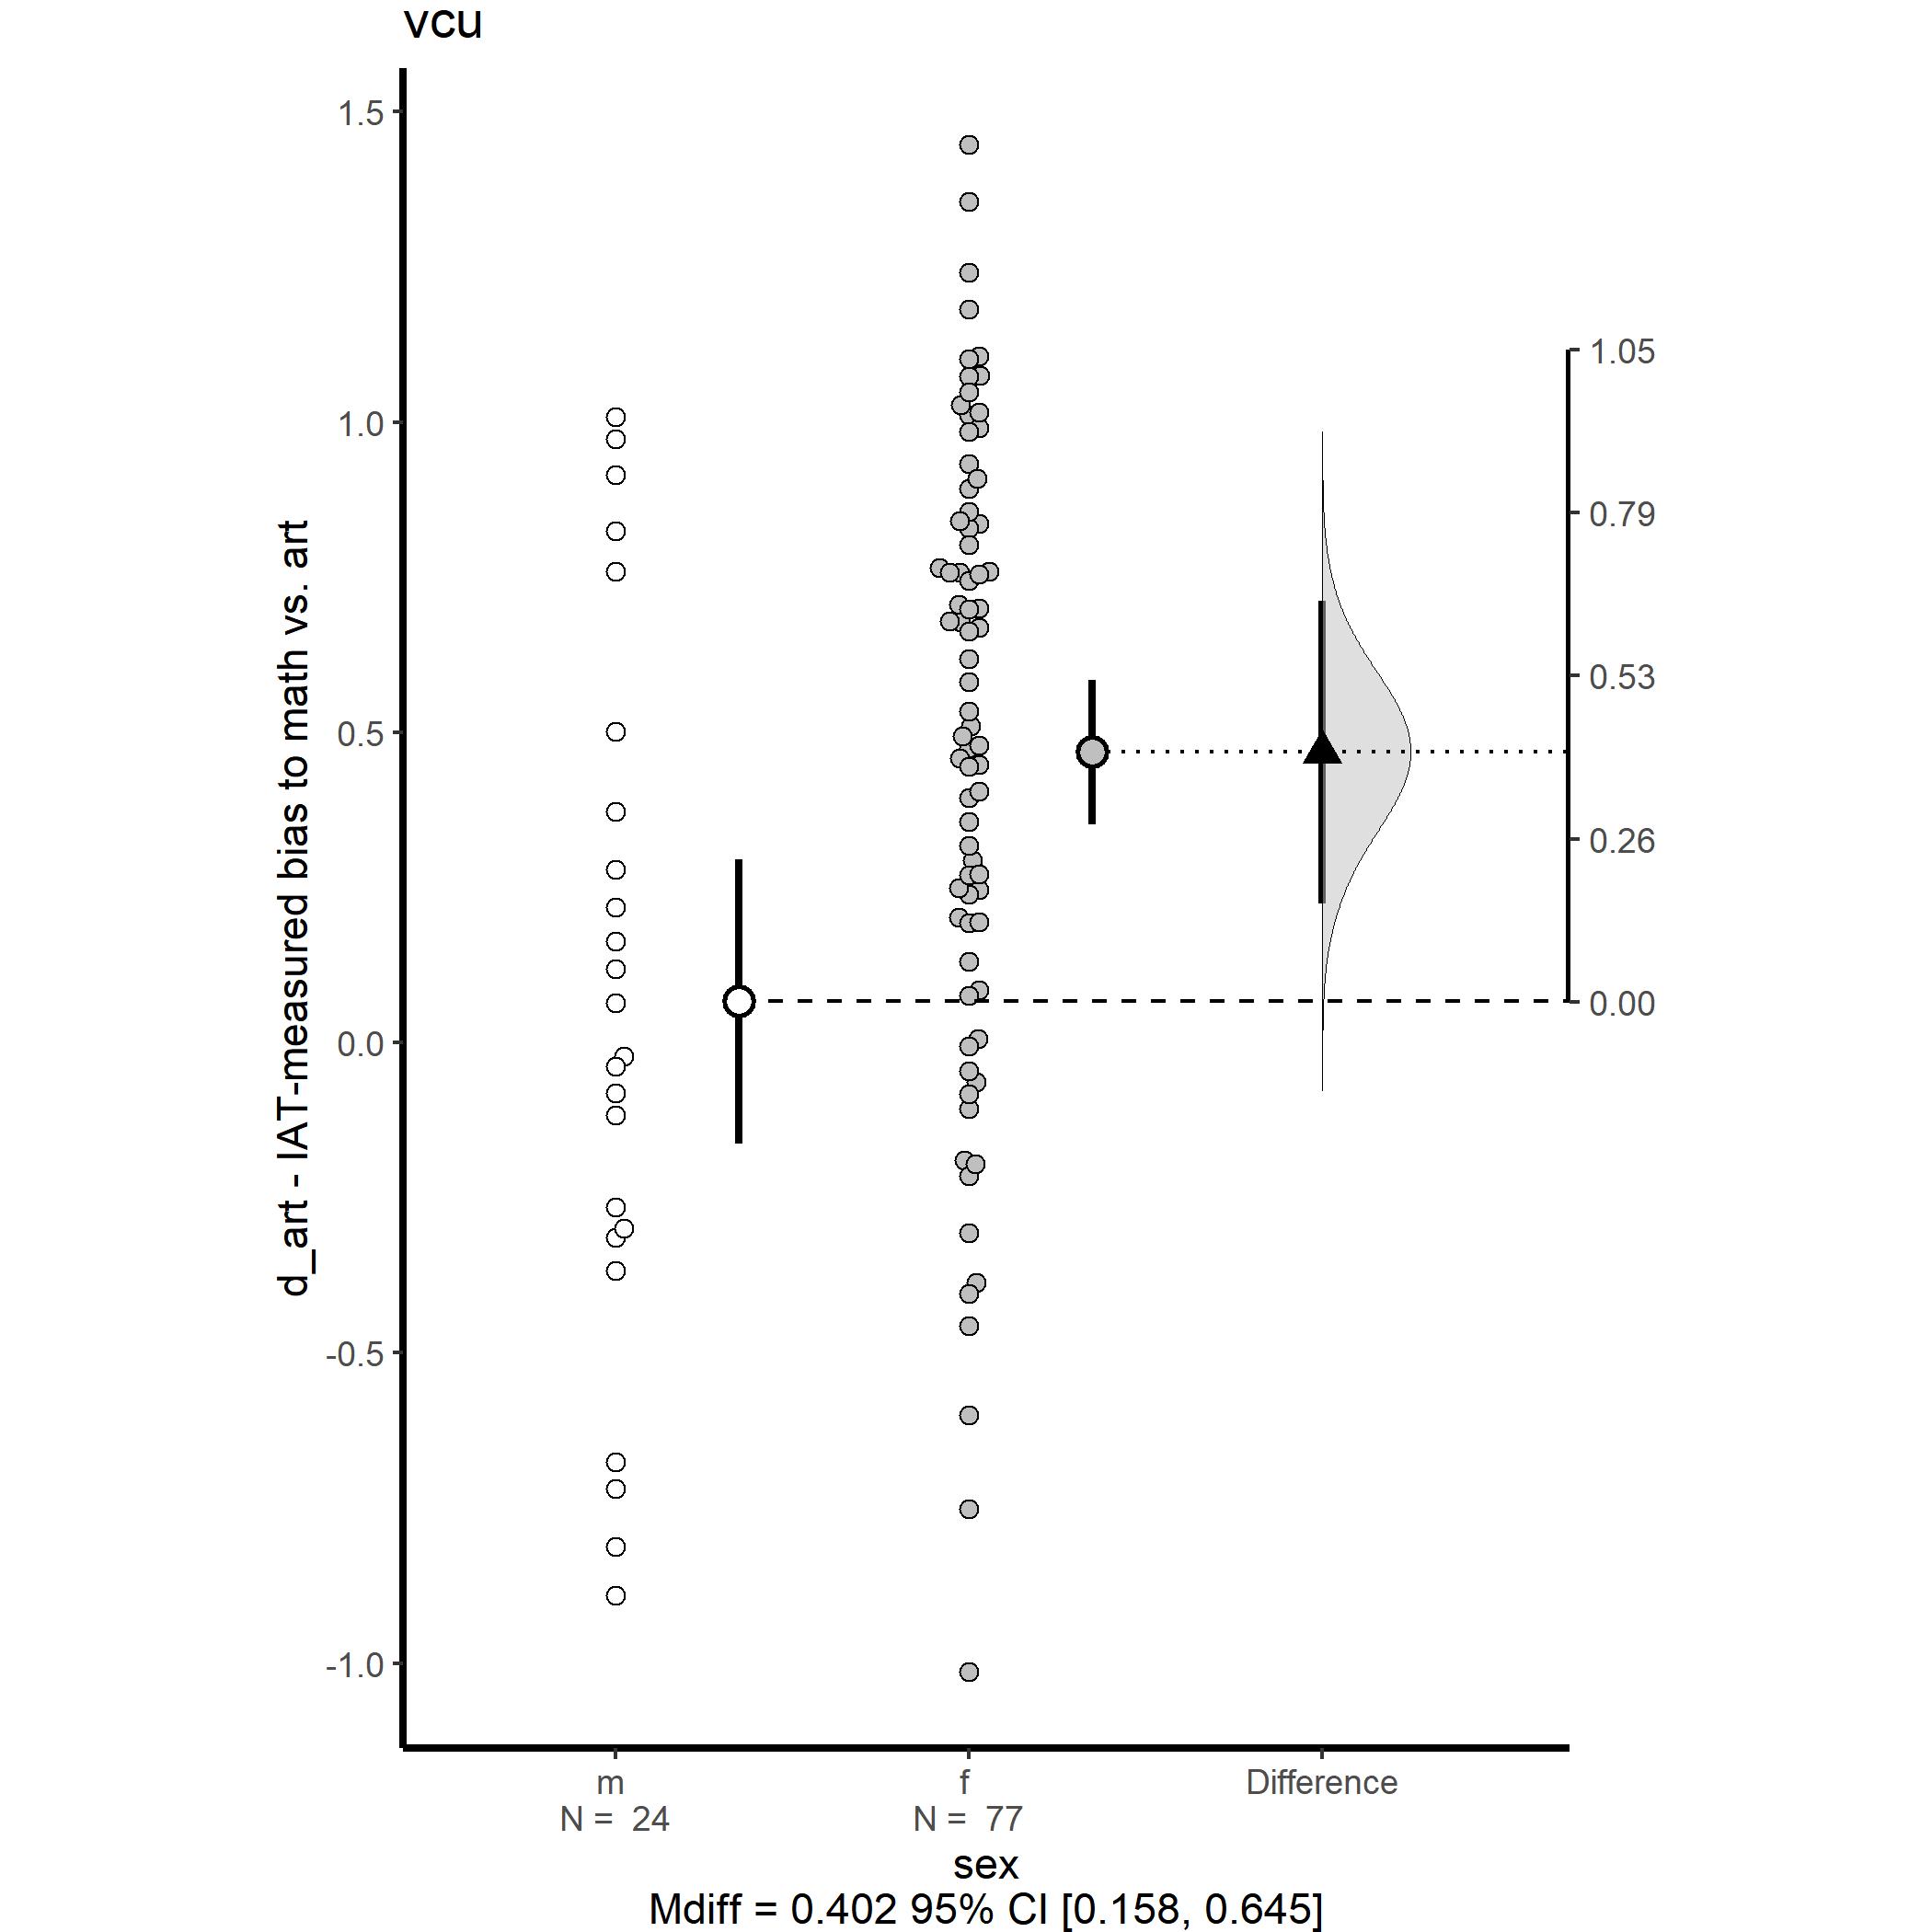 vcu
d_art - IAT-measured bias to math vs. art
1.5
1.0
0.5
0.0
-0.5
-1.0
1.05
0.79
0.53
0.26
0.00
m f Difference
N = 24 N = 77
sex
Mdiff = 0.402 95% CI [0.158, 0.645]